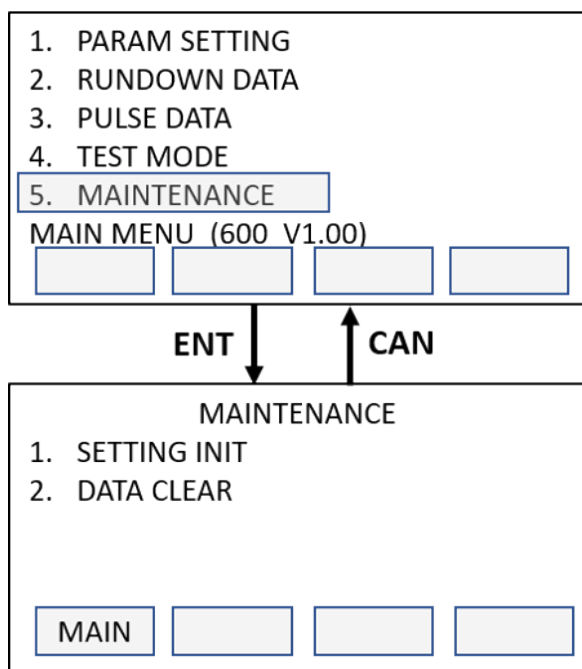 1. PARAM SETTING
2. RUNDOWN DATA
3. PULSE DATA
4. TEST MODE
5. MAINTENANCE
MAIN MENU (600 V1.00)
ENT CAN
MAINTENANCE
1. SETTING INIT
2. DATA CLEAR
MAIN